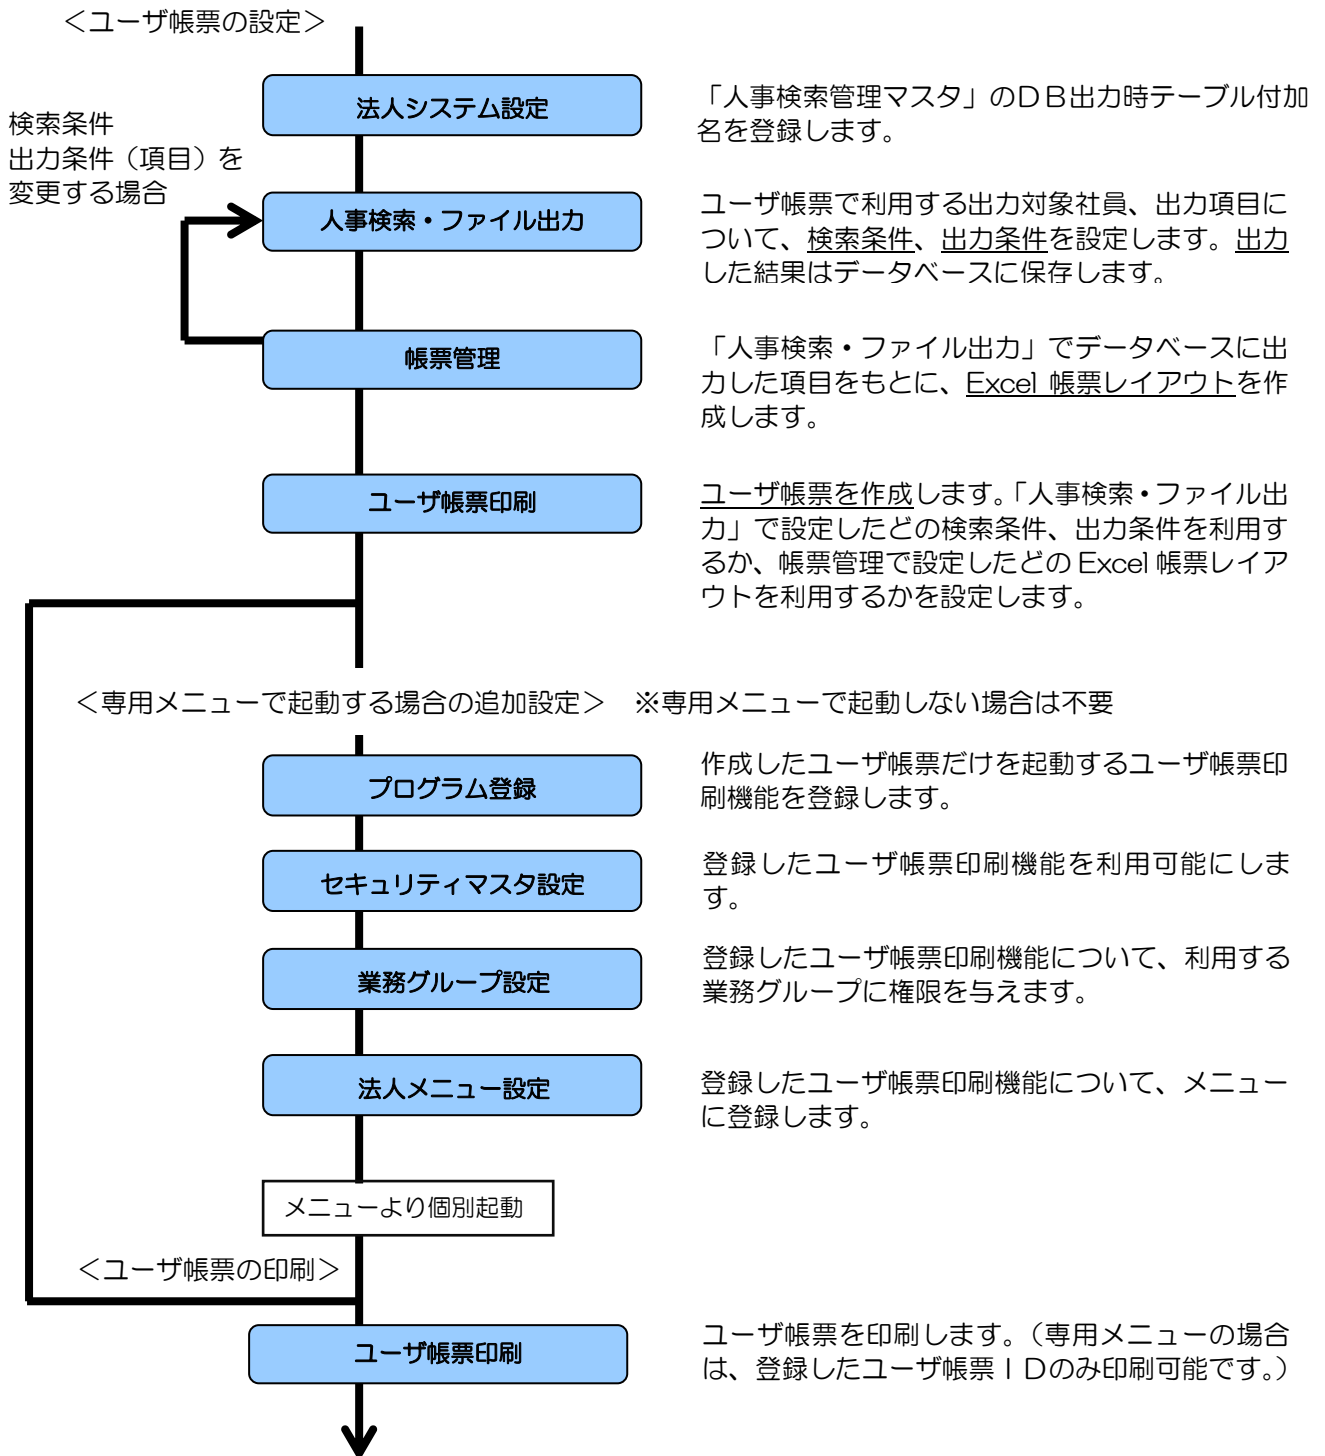 ＜ユーザ帳票の設定＞
法人システム設定
「人事検索管理マスタ」のＤＢ出力時テーブル付加
名を登録します。
検索条件
出力条件（項目）を
変更する場合
人事検索・ファイル出力
ユーザ帳票で利用する出力対象社員、出力項目に
ついて、検索条件、出力条件を設定します。出力
した結果はデータベースに保存します。
帳票管理
「人事検索・ファイル出力」でデータベースに出
力した項目をもとに、Excel 帳票レイアウトを作
成します。
ユーザ帳票印刷
ユーザ帳票を作成します。「人事検索・ファイル出
力」で設定したどの検索条件、出力条件を利用す
るか、帳票管理で設定したどの Excel 帳票レイア
ウトを利用するかを設定します。
＜専用メニューで起動する場合の追加設定＞　※専用メニューで起動しない場合は不要
プログラム登録
作成したユーザ帳票だけを起動するユーザ帳票印
刷機能を登録します。
セキュリティマスタ設定
登録したユーザ帳票印刷機能を利用可能にしま
す。
業務グループ設定
登録したユーザ帳票印刷機能について、利用する
業務グループに権限を与えます。
法人メニュー設定
登録したユーザ帳票印刷機能について、メニュー
に登録します。
メニューより個別起動
＜ユーザ帳票の印刷＞
ユーザ帳票印刷
ユーザ帳票を印刷します。（専用メニューの場合
は、登録したユーザ帳票ＩＤのみ印刷可能です。）